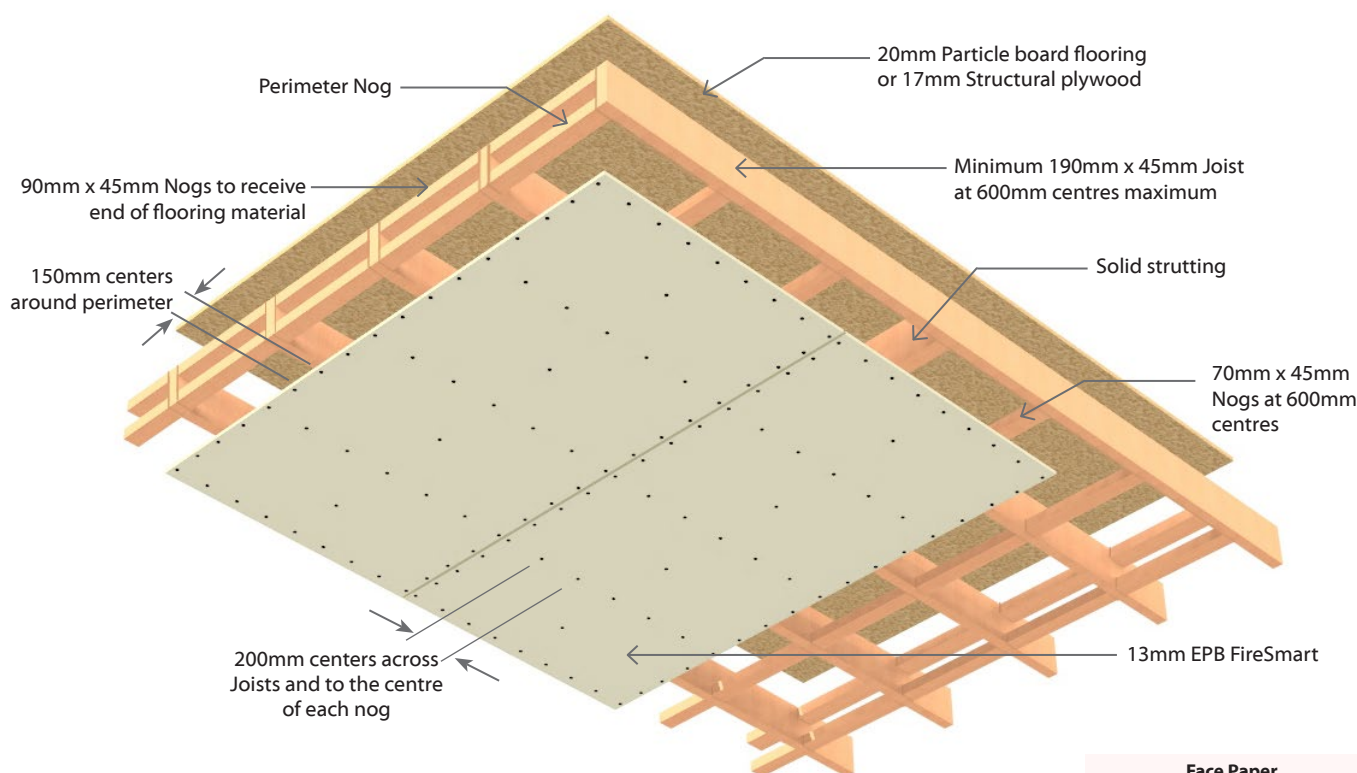 20mm Particle board flooring
or 17mm Structural plywood
Perimeter Nog
Minimum 190mm x 45mm Joist
at 600mm centres maximum
90mm x 45mm Nogs to receive
end of flooring material
Solid strutting
150mm centers
around perimeter
70mm x 45mm
Nogs at 600mm
centres
200mm centers across
Joists and to the centre
of each nog
13mm EPB FireSmart
Face Paper